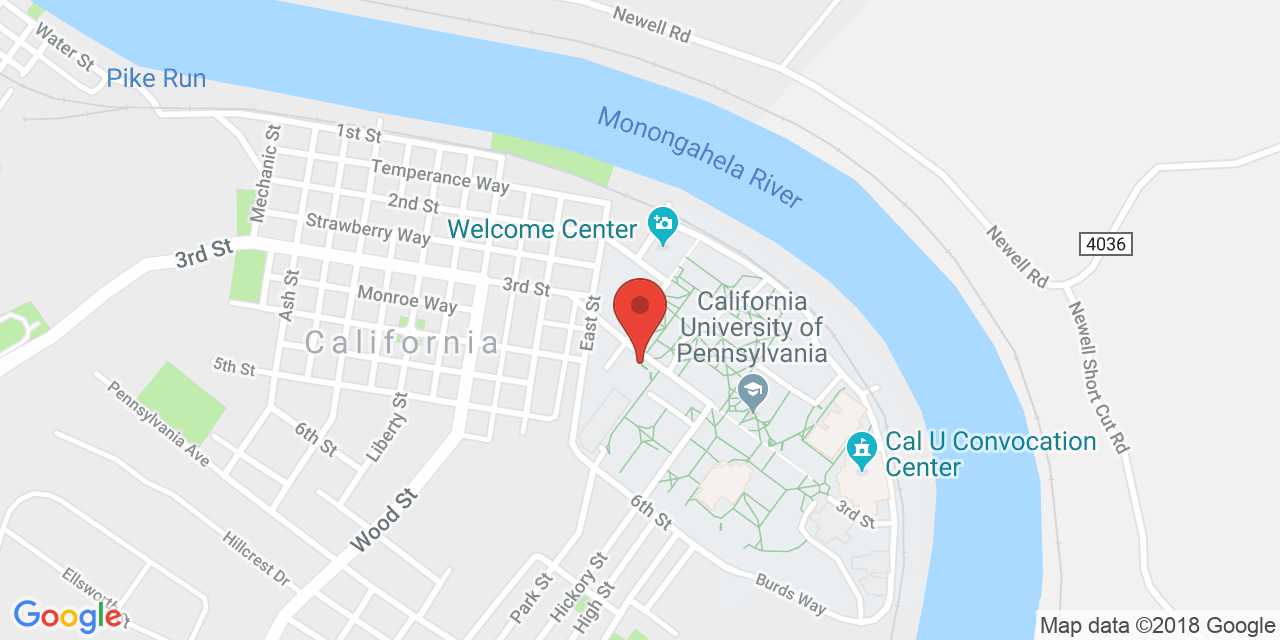 Newell Rd
Water St
Pike Run
Monongahela River
1st St
Mechanic St
Temperance Way
2nd St
Strawberry Way
Welcome Center
3rd St
Newell Rd
4036
Ash St
Monroe Way
3rd St
East St
California
University of
Pennsylvania
California
Newell Short Cut Rd
5th St
Pennsylvania Ave
6th St
Liberty St
Cal U Convocation
Center
Wood St
6th St
3rd St
Hillcrest Dr
Ellsworth St
Park St
Hickory St
High St
Burds Way
Google
Map data ©2018 Google